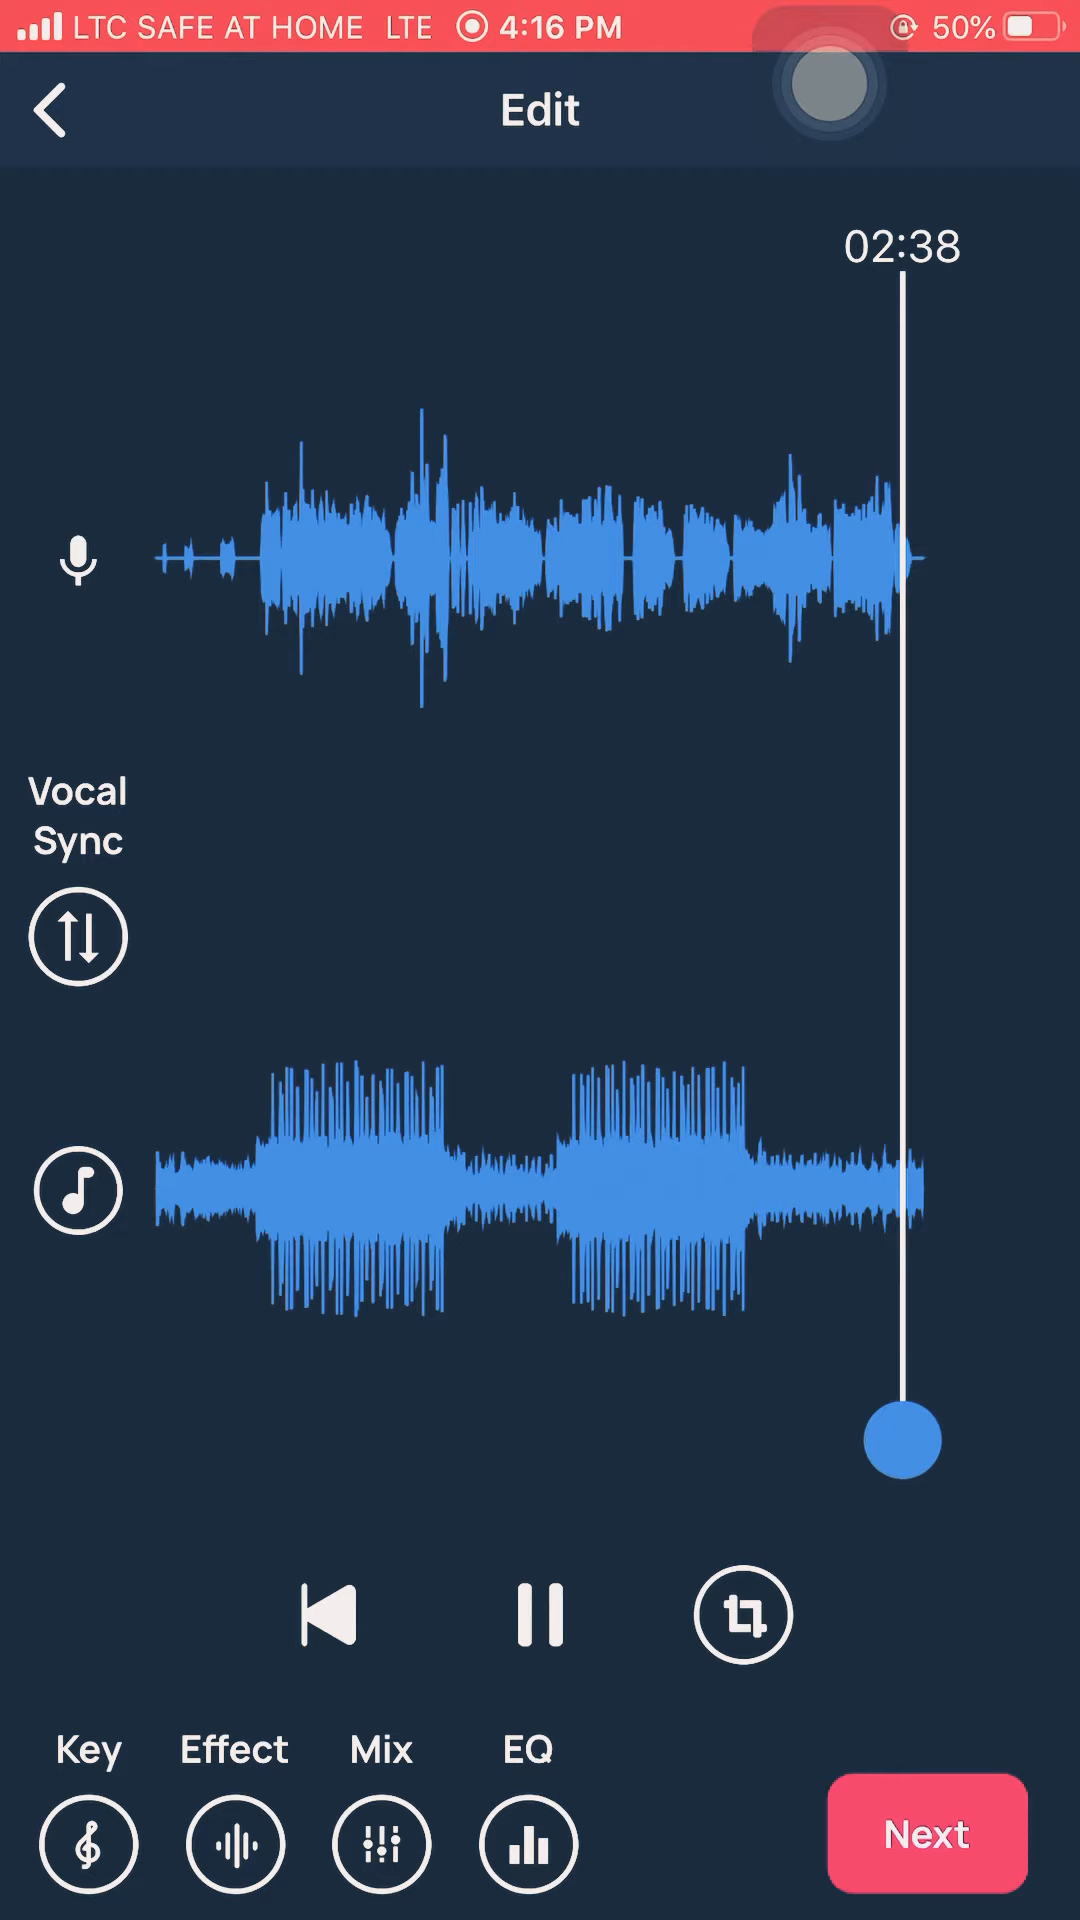 LTC SAFE AT HOME LTE 4:16 PM 50%
Edit
02:38
Vocal
Sync
Key Effect Mix EQ
Next